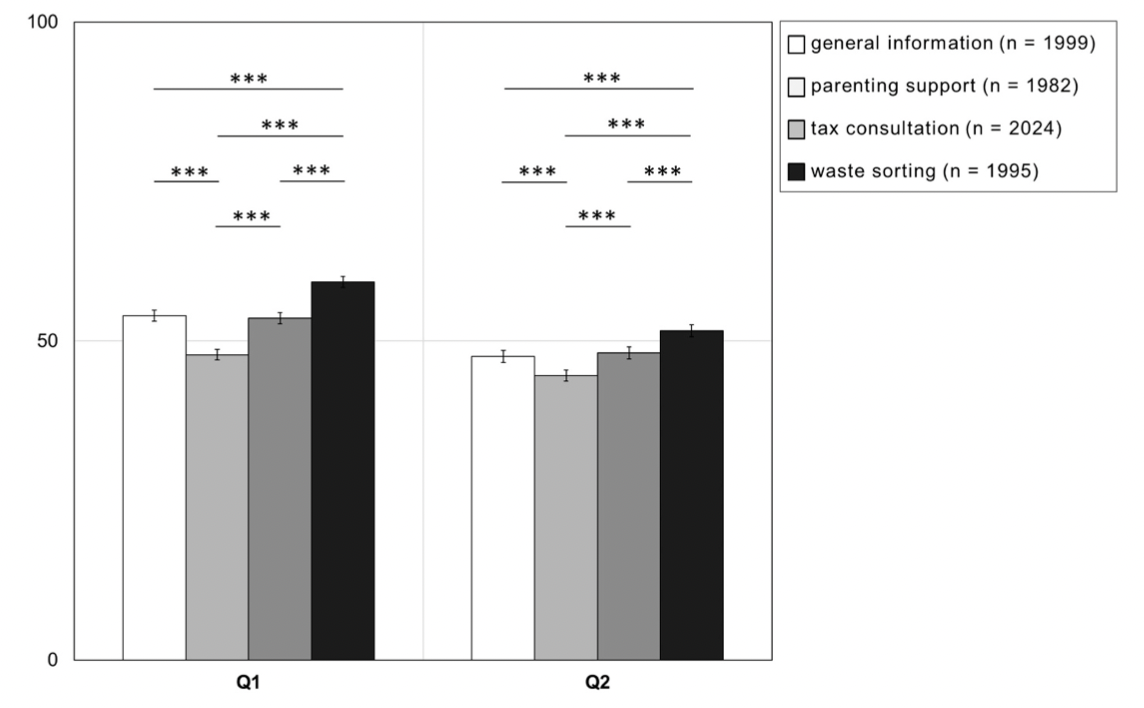 100
***
***
***
***
***
***
***
***
***
***
50
0
Q1
Q2
general information (n = 1999)
parenting support (n = 1982)
tax consultation (n = 2024)
waste sorting (n = 1995)